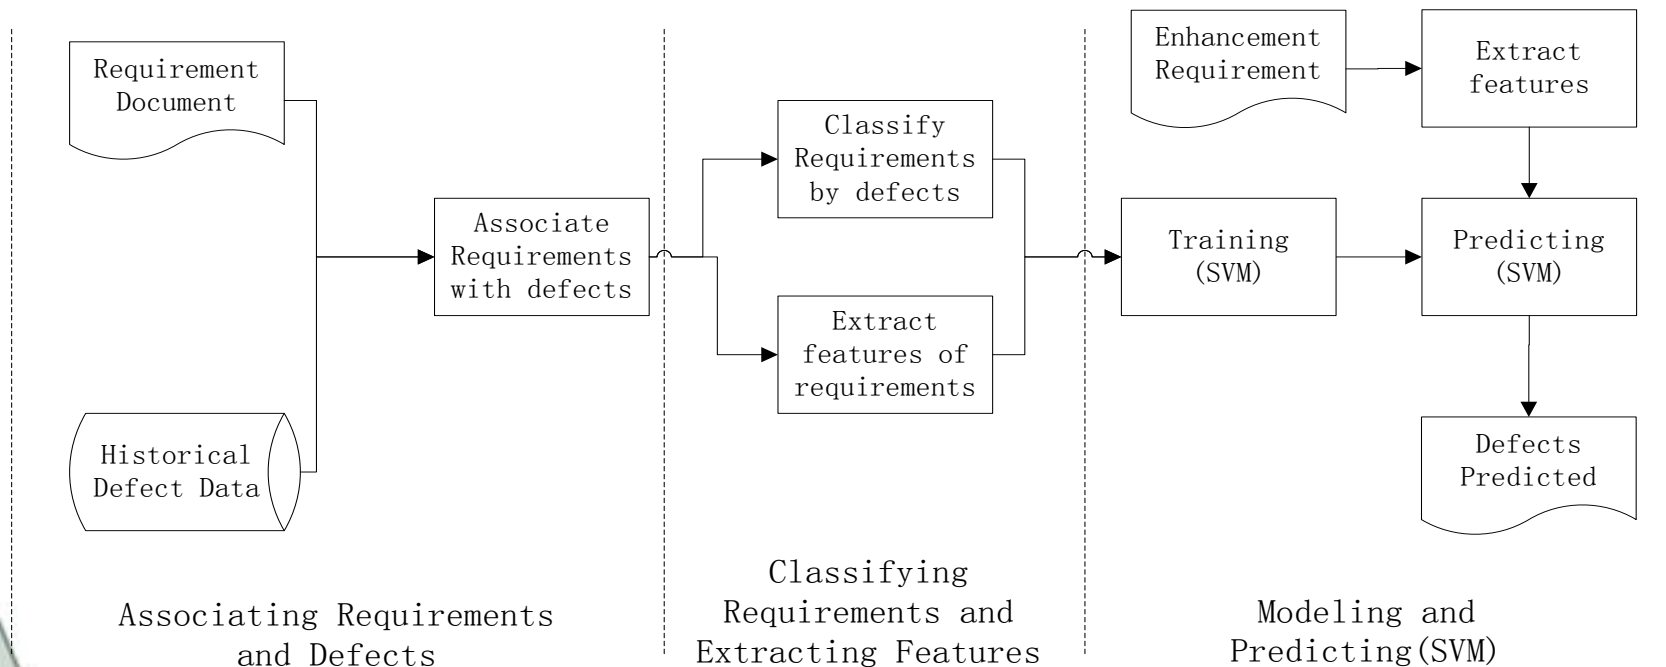 Requirement
Document
Historical
Defect Data
Associate
Requirements
with defects
Associating Requirements
and Defects
Classify
Requirements
by defects
Extract
features of
requirements
Classifying
Requirements and
Extracting Features
Enhancement
Requirement
Extract
features
Training
(SVM)
Predicting
(SVM)
Defects
Predicted
Modeling and
Predicting(SVM)